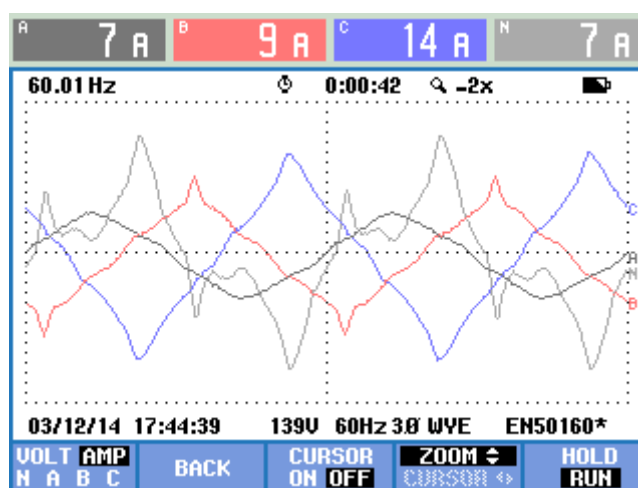 A 7 A B 9 A C 14 A N 7 A
60.01 Hz 0:00:42 -2x
C
A
N
B
03/12/14 17:44:39 139V 60Hz 3Ø WYE EN50160*
VOLT AMP BACK CURSOR ZOOM HOLD
N A B C ON OFF CURSOR RUN